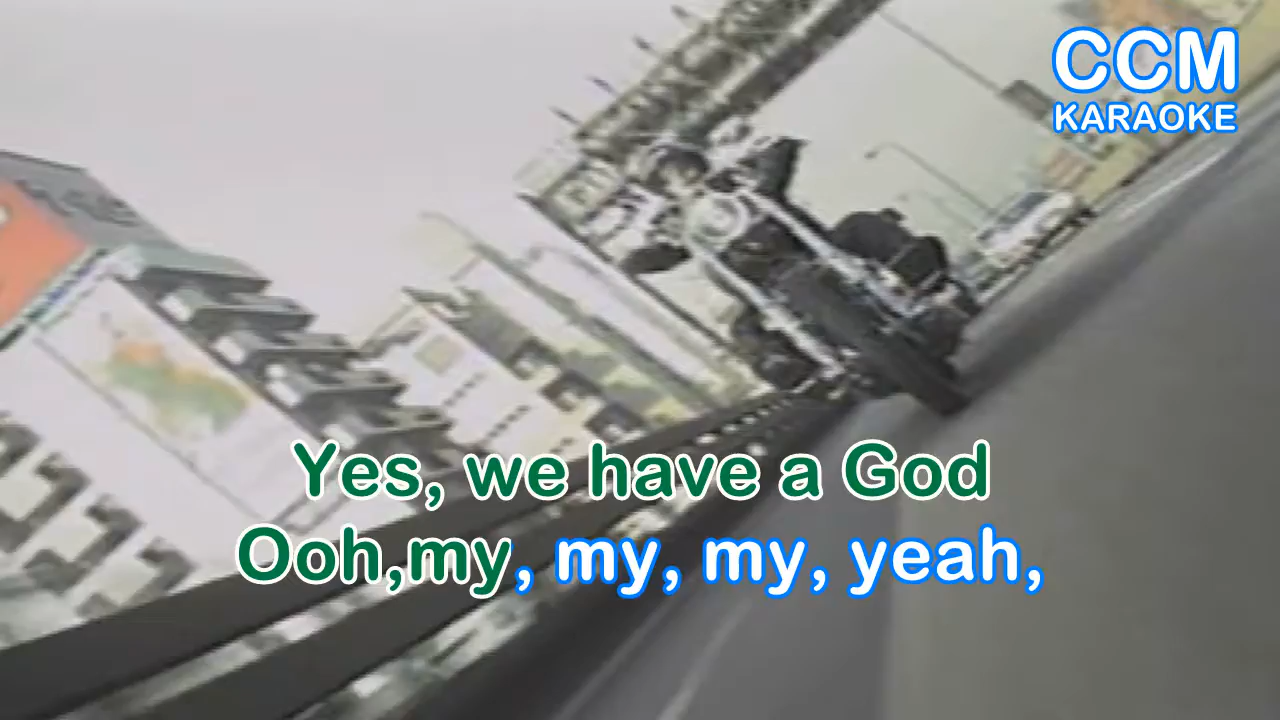 CCM
KARAOKE
Yes, we have a God
Ooh,my, my, my, yeah,